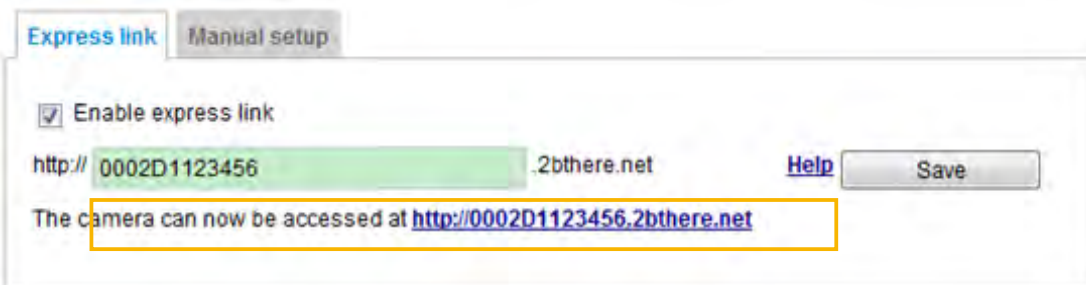 Express link Manual setup
Enable express link
http:// 0002D1123456 .2bthere.net Help Save
The camera can now be accessed at http://0002D1123456.2bthere.net